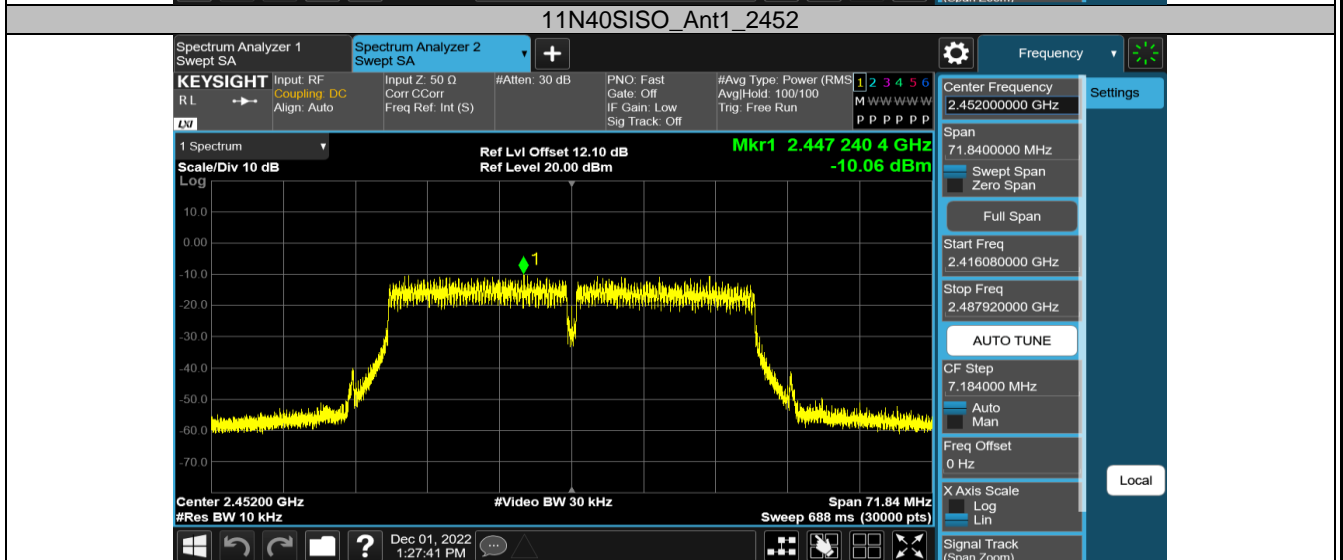 (Span Zoom)
11N40SISO_Ant1_2452
Spectrum Analyzer 1
Swept SA
Spectrum Analyzer 2
Swept SA
Frequency
KEYSIGHT
RL
LXI
Input: RF
Coupling: DC
Align: Auto
Input Z: 50 Ω
Corr CCorr
Freq Ref: Int (S)
#Atten: 30 dB
PNO: Fast
Gate: Off
IF Gain: Low
Sig Track: Off
#Avg Type: Power (RMS
Avg|Hold: 100/100
Trig: Free Run
1 2 3 4 5 6
M W W W W W
P P P P P P
1 Spectrum
Scale/Div 10 dB
Log
Ref Lvl Offset 12.10 dB
Ref Level 20.00 dBm
Mkr1 2.447 240 4 GHz
-10.06 dBm
10.0
0.00
-10.0
-20.0
-30.0
-40.0
-50.0
-60.0
-70.0
1
Center 2.45200 GHz
#Res BW 10 kHz
#Video BW 30 kHz
Span 71.84 MHz
Sweep 688 ms (30000 pts)
Center Frequency
2.452000000 GHz
Span
71.8400000 MHz
Swept Span
Zero Span
Full Span
Start Freq
2.416080000 GHz
Stop Freq
2.487920000 GHz
AUTO TUNE
CF Step
7.184000 MHz
Auto
Man
Freq Offset
0 Hz
X Axis Scale
Log
Lin
Signal Track
(Span Zoom)
Settings
Local
?
Dec 01, 2022
1:27:41 PM